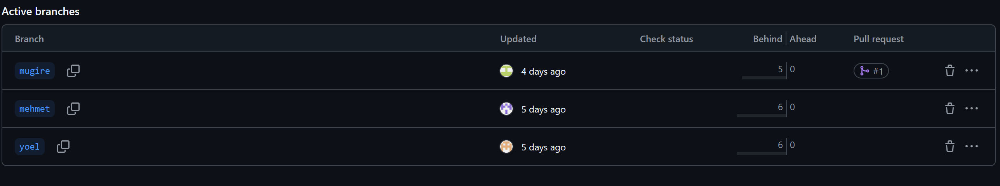 Active branches
Branch Updated Check status Behind Ahead Pull request
mugire 4 days ago 5 0 #1
mehmet 5 days ago 6 0
yoel 5 days ago 6 0